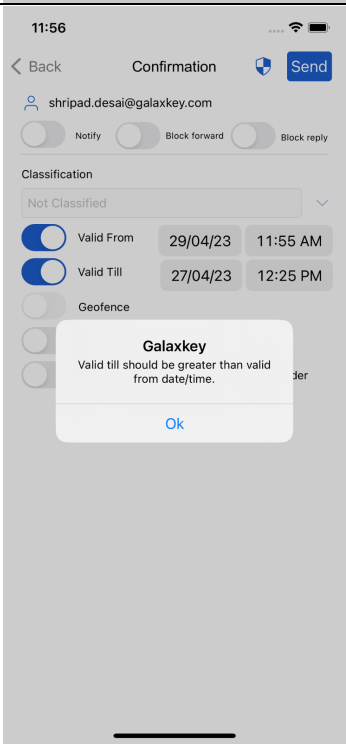 11:56
Back Confirmation Send
shripad.desai@galaxkey.com
Notify Block forward Block reply
Classification
Not Classified
Valid From 29/04/23 11:55 AM
Valid Till 27/04/23 12:25 PM
Geofence
Galaxkey
Valid till should be greater than valid
from date/time.
Ok